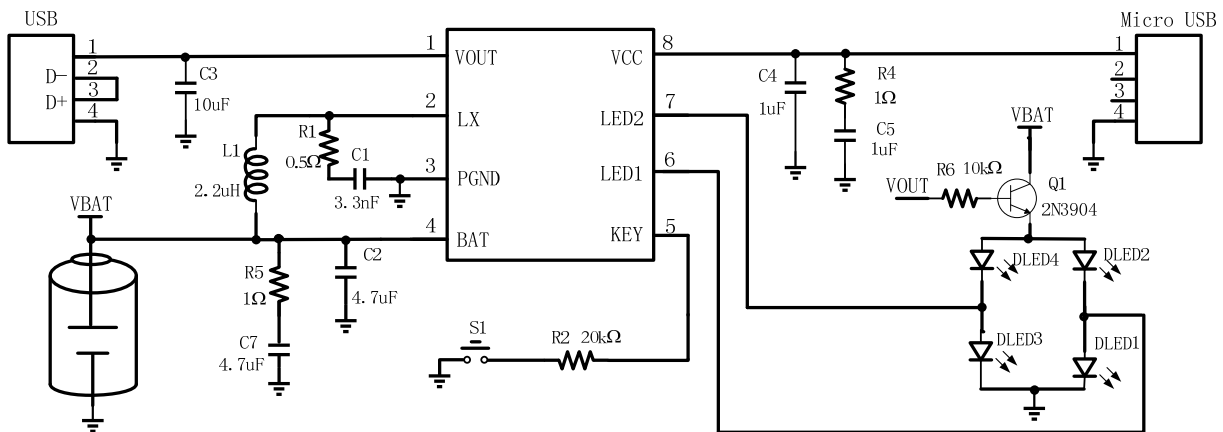 USB
1
D- 2
D+ 3
4
C3
10uF
1 VOUT
2 LX
3 PGND
4 BAT
VCC 8
LED2 7
LED1 6
KEY 5
L1
2.2uH
R1
0.5Ω
C1
3.3nF
VBAT
R5
1Ω
C7
4.7uF
C2
4.7uF
S1
R2 20kΩ
C4
1uF
R4
1Ω
C5
1uF
Micro USB
1
2
3
4
VBAT
VOUT
R6 10kΩ
Q1
2N3904
DLED4
DLED2
DLED3
DLED1